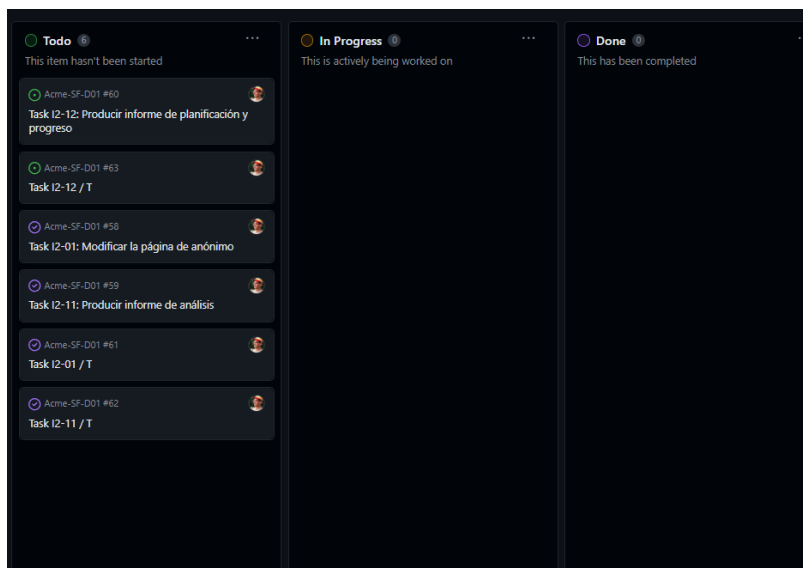 Todo 6
This item hasn't been started
Acme-SF-D01 #60
Task I2-12: Producir informe de planificación y
progreso
Acme-SF-D01 #63
Task I2-12 / T
Acme-SF-D01 #58
Task I2-01: Modificar la página de anónimo
Acme-SF-D01 #59
Task I2-11: Producir informe de análisis
Acme-SF-D01 #61
Task I2-01 / T
Acme-SF-D01 #62
Task I2-11 / T
In Progress 0
This is actively being worked on
Done 0
This has been completed